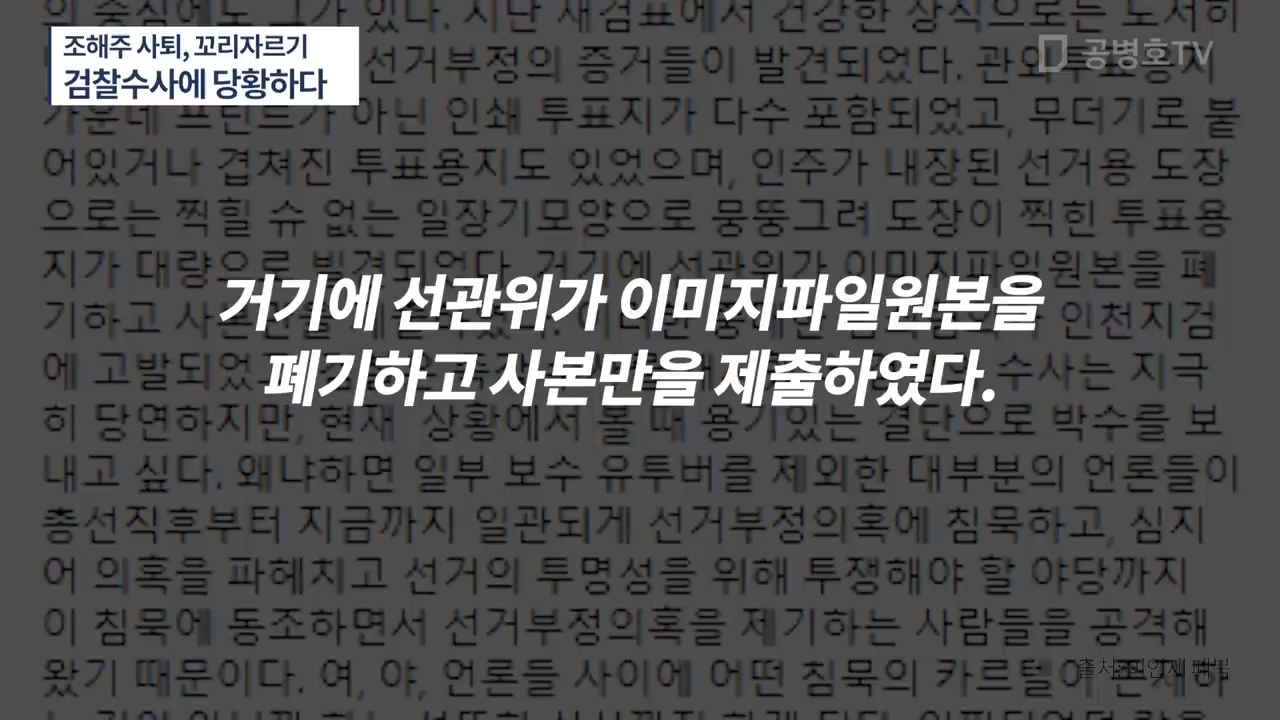 의 중심에도 그가 있다. 지난 재검표에서 건강한 상식으로는 도저히
조해주 사퇴, 꼬리자르기
검찰수사에 당황하다
공병호TV
선거부정의 증거들이 발견되었다. 관외
가운데 프린트가 아닌 인쇄 투표지가 다수 포함되었고, 무더기로 붙
어있거나 겹쳐진 투표용지도 있었으며, 인주가 내장된 선거용 도장
으로는 찍힐 슈 없는 일장기모양으로 뭉뚱그려 도장이 찍힌 투표용
지가 대량으로 발견되었다. 거기에 선관위가 이미지파일원본을 폐
거기에 선관위가 이미지파일원본을
기하고 인천지검
폐기하고 사본만을 제출하였다.
에 고발되었 수사는 지극
히 당연하지만, 현재 상황에서 볼 때 용기있는 결단으로 박수를 보
내고 싶다. 왜냐하면 일부 보수 유투버를 제외한 대부분의 언론들이
총선직후부터 지금까지 일관되게 선거부정의혹에 침묵하고, 심지
어 의혹을 파헤치고 선거의 투명성을 위해 투쟁해야 할 야당까지
이 침묵에 동조하면서 선거부정의혹을 제기하는 사람들을 공격해
왔기 때문이다. 여, 야, 언론들 사이에 어떤 침묵의 카르텔이 존재하
출처:이인제 페북